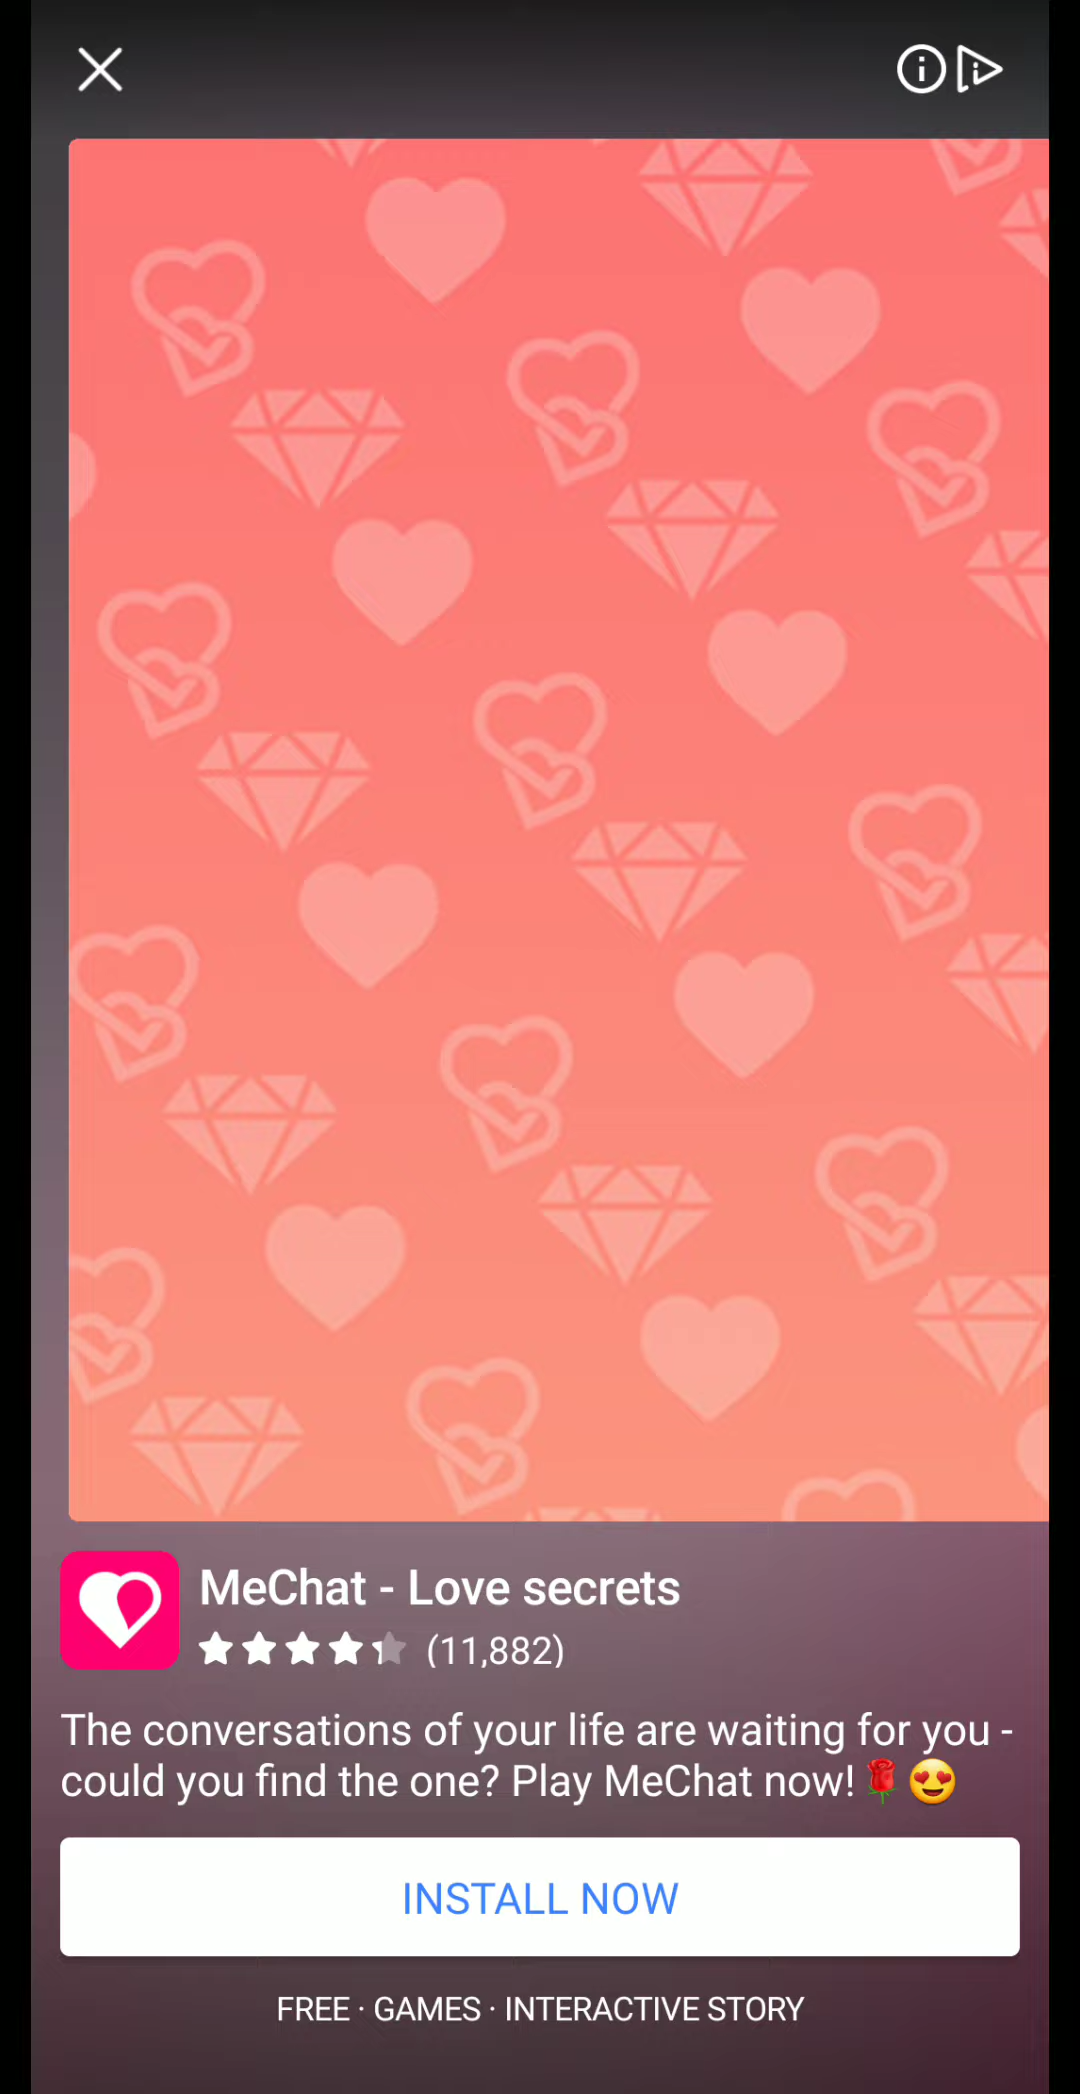 MeChat - Love secrets
(11,882)
The conversations of your life are waiting for you -
could you find the one? Play MeChat now!🌹😍
INSTALL NOW
FREE · GAMES · INTERACTIVE STORY